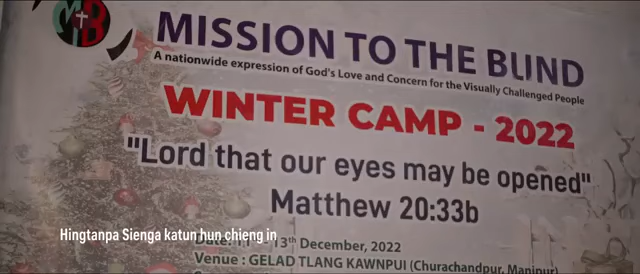 MB
MISSION TO THE BLIND
A nationwide expression of God's Love and Concern for the Visually Challenged People
WINTER CAMP - 2022
"Lord that our eyes may be opened"
Matthew 20:33b
Hingtanpa Sienga katun hun chieng in
Date: 13th December, 2022
Venue : GELAD TLANG KAWNPUI (Churachandpur, Manipur)